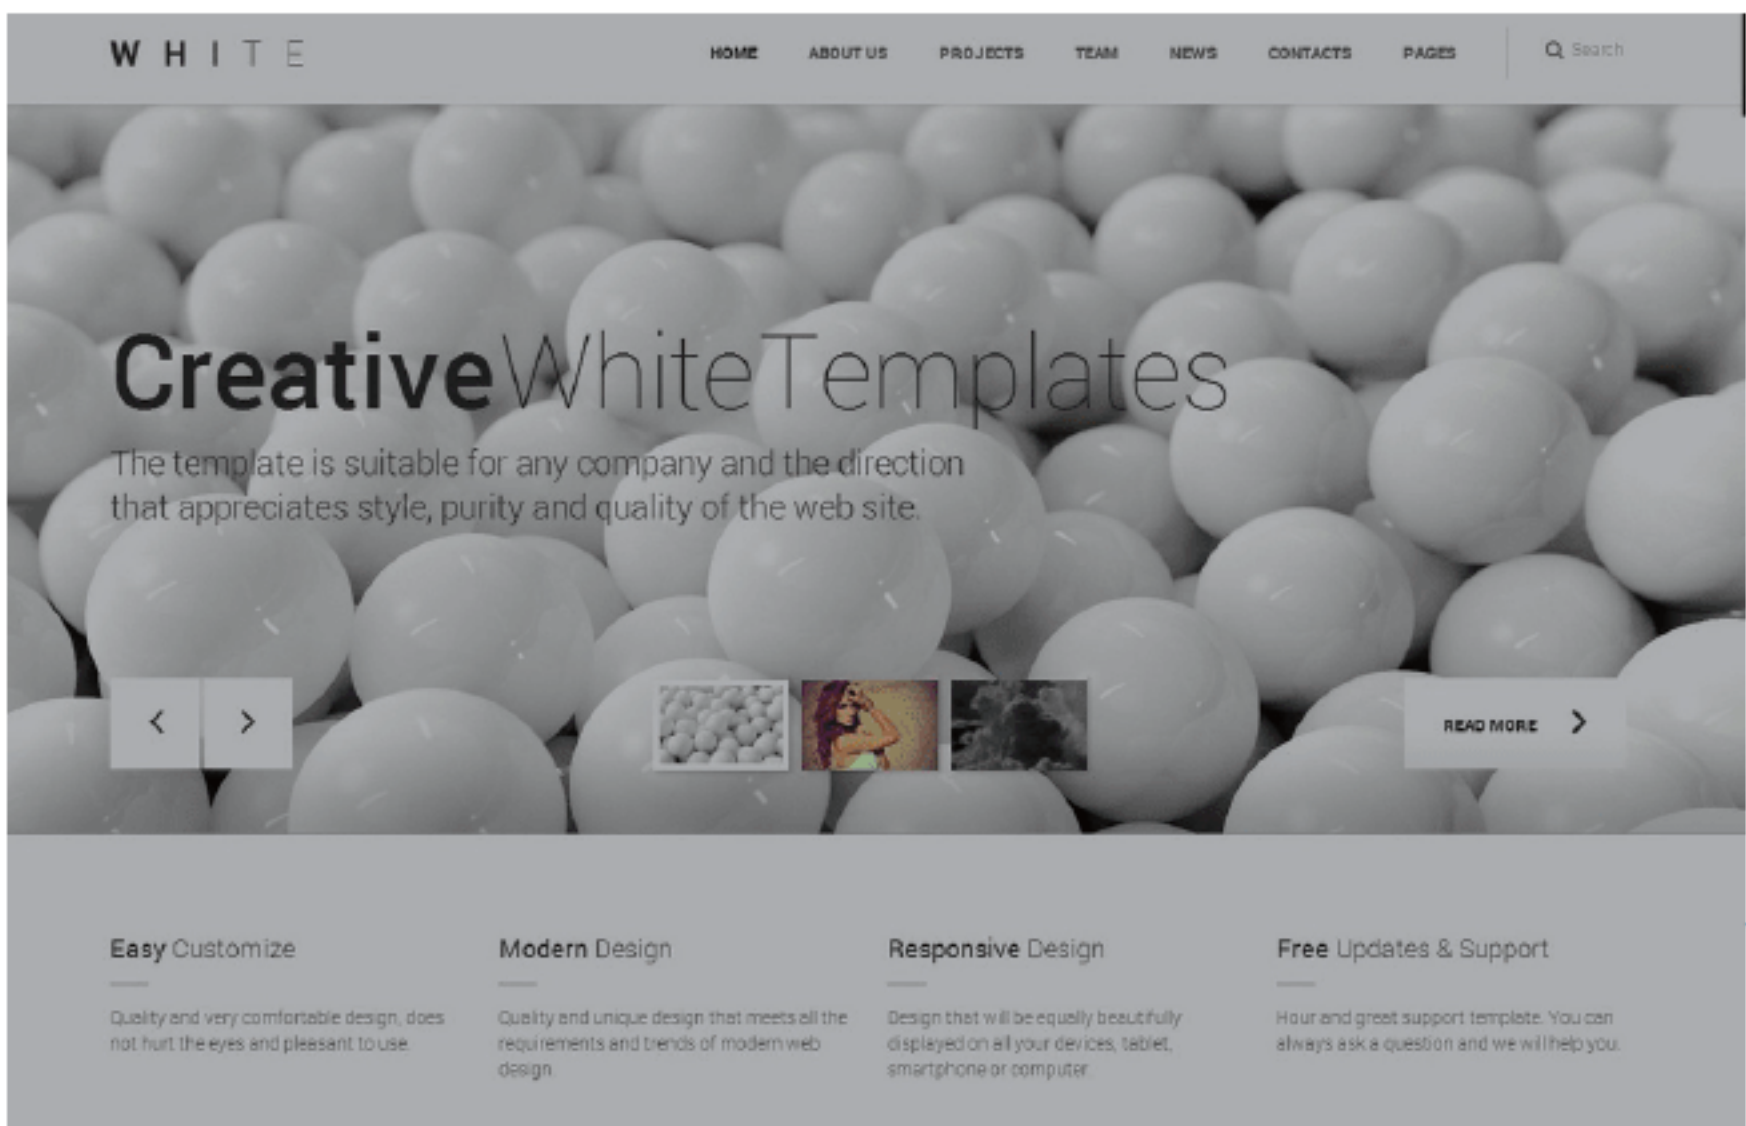 WHITE
HOME ABOUT US PROJECTS TEAM NEWS CONTACTS PAGES Search
CreativeWhiteTemplates
The template is suitable for any company and the direction
that appreciates style, purity and quality of the web site.
READ MORE
Easy Customize
Quality and very comfortable design, does
not hurt the eyes and pleasant to use.
Modern Design
Quality and unique design that meets all the
requirements and trends of modern web
design.
Responsive Design
Design that will be equally beautifully
displayed on all your devices, tablet,
smartphone or computer.
Free Updates & Support
Hour and great support template. You can
always ask a question and we will help you.